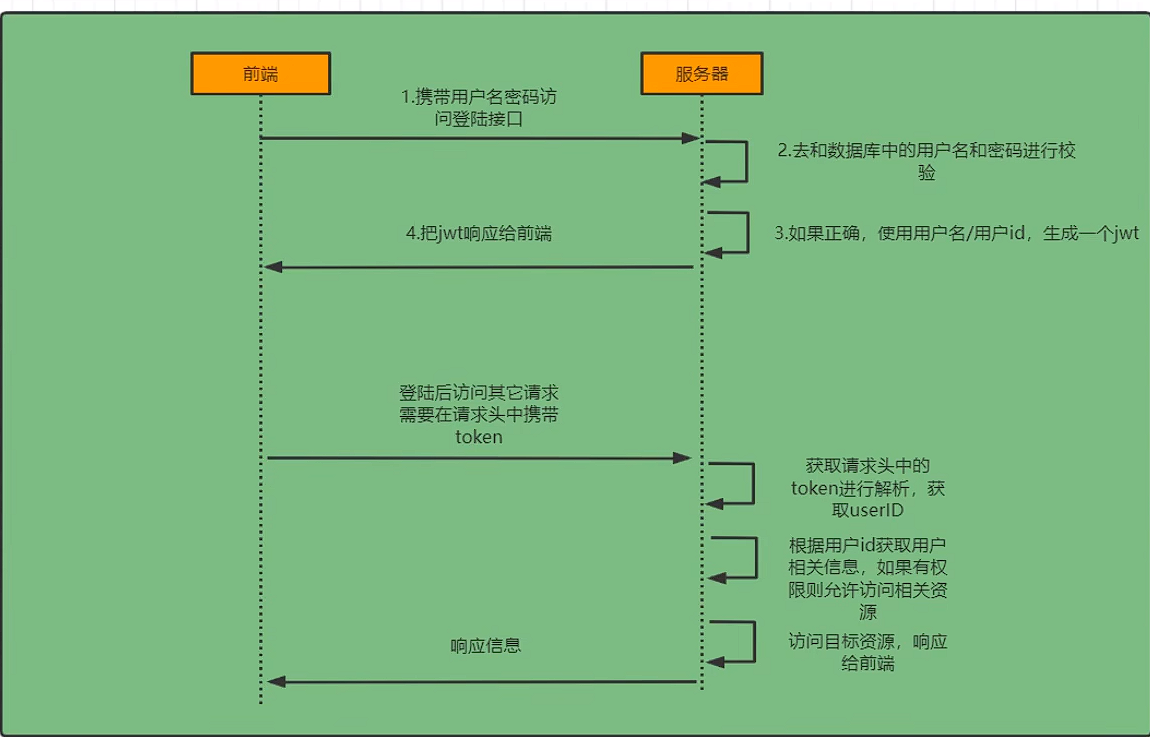 前端
服务器
1.携带用户名密码访
问登陆接口
2.去和数据库中的用户名和密码进行校
验
4.把jwt响应给前端
3.如果正确，使用用户名/用户id，生成一个jwt
登陆后访问其它请求
需要在请求头中携带
token
获取请求头中的
token进行解析，获
取userID
根据用户id获取用户
相关信息，如果有权
限则允许访问相关资
源
响应信息
访问目标资源，响应
给前端